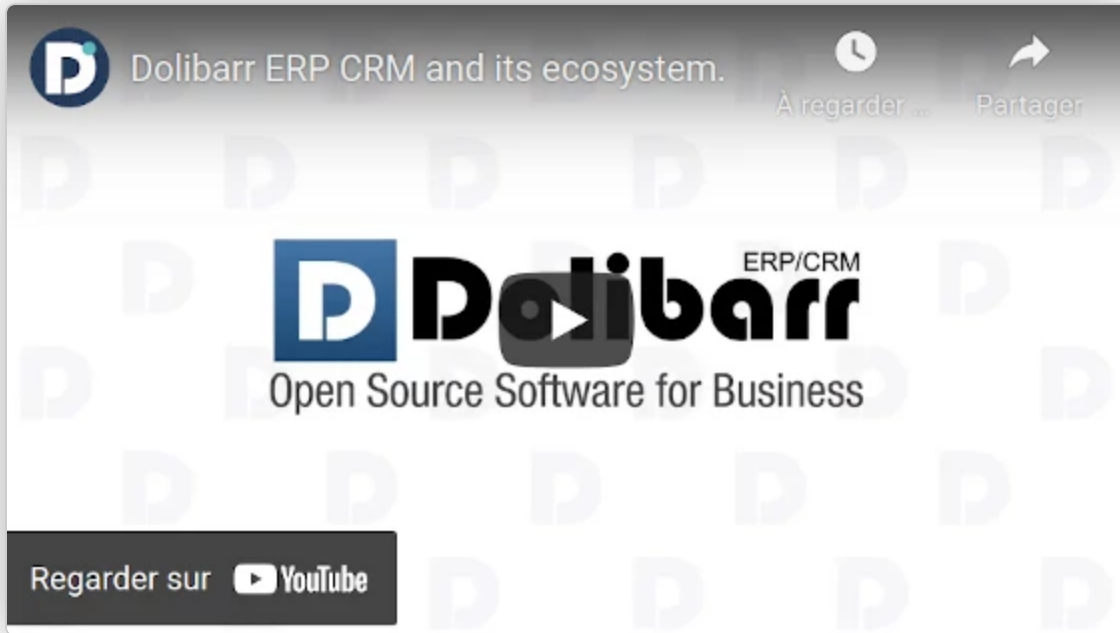 Dolibarr ERP CRM and its ecosystem.
À regarder ...
Partager
ERP/CRM
D Dolibarr
Open Source Software for Business
Regarder sur YouTube